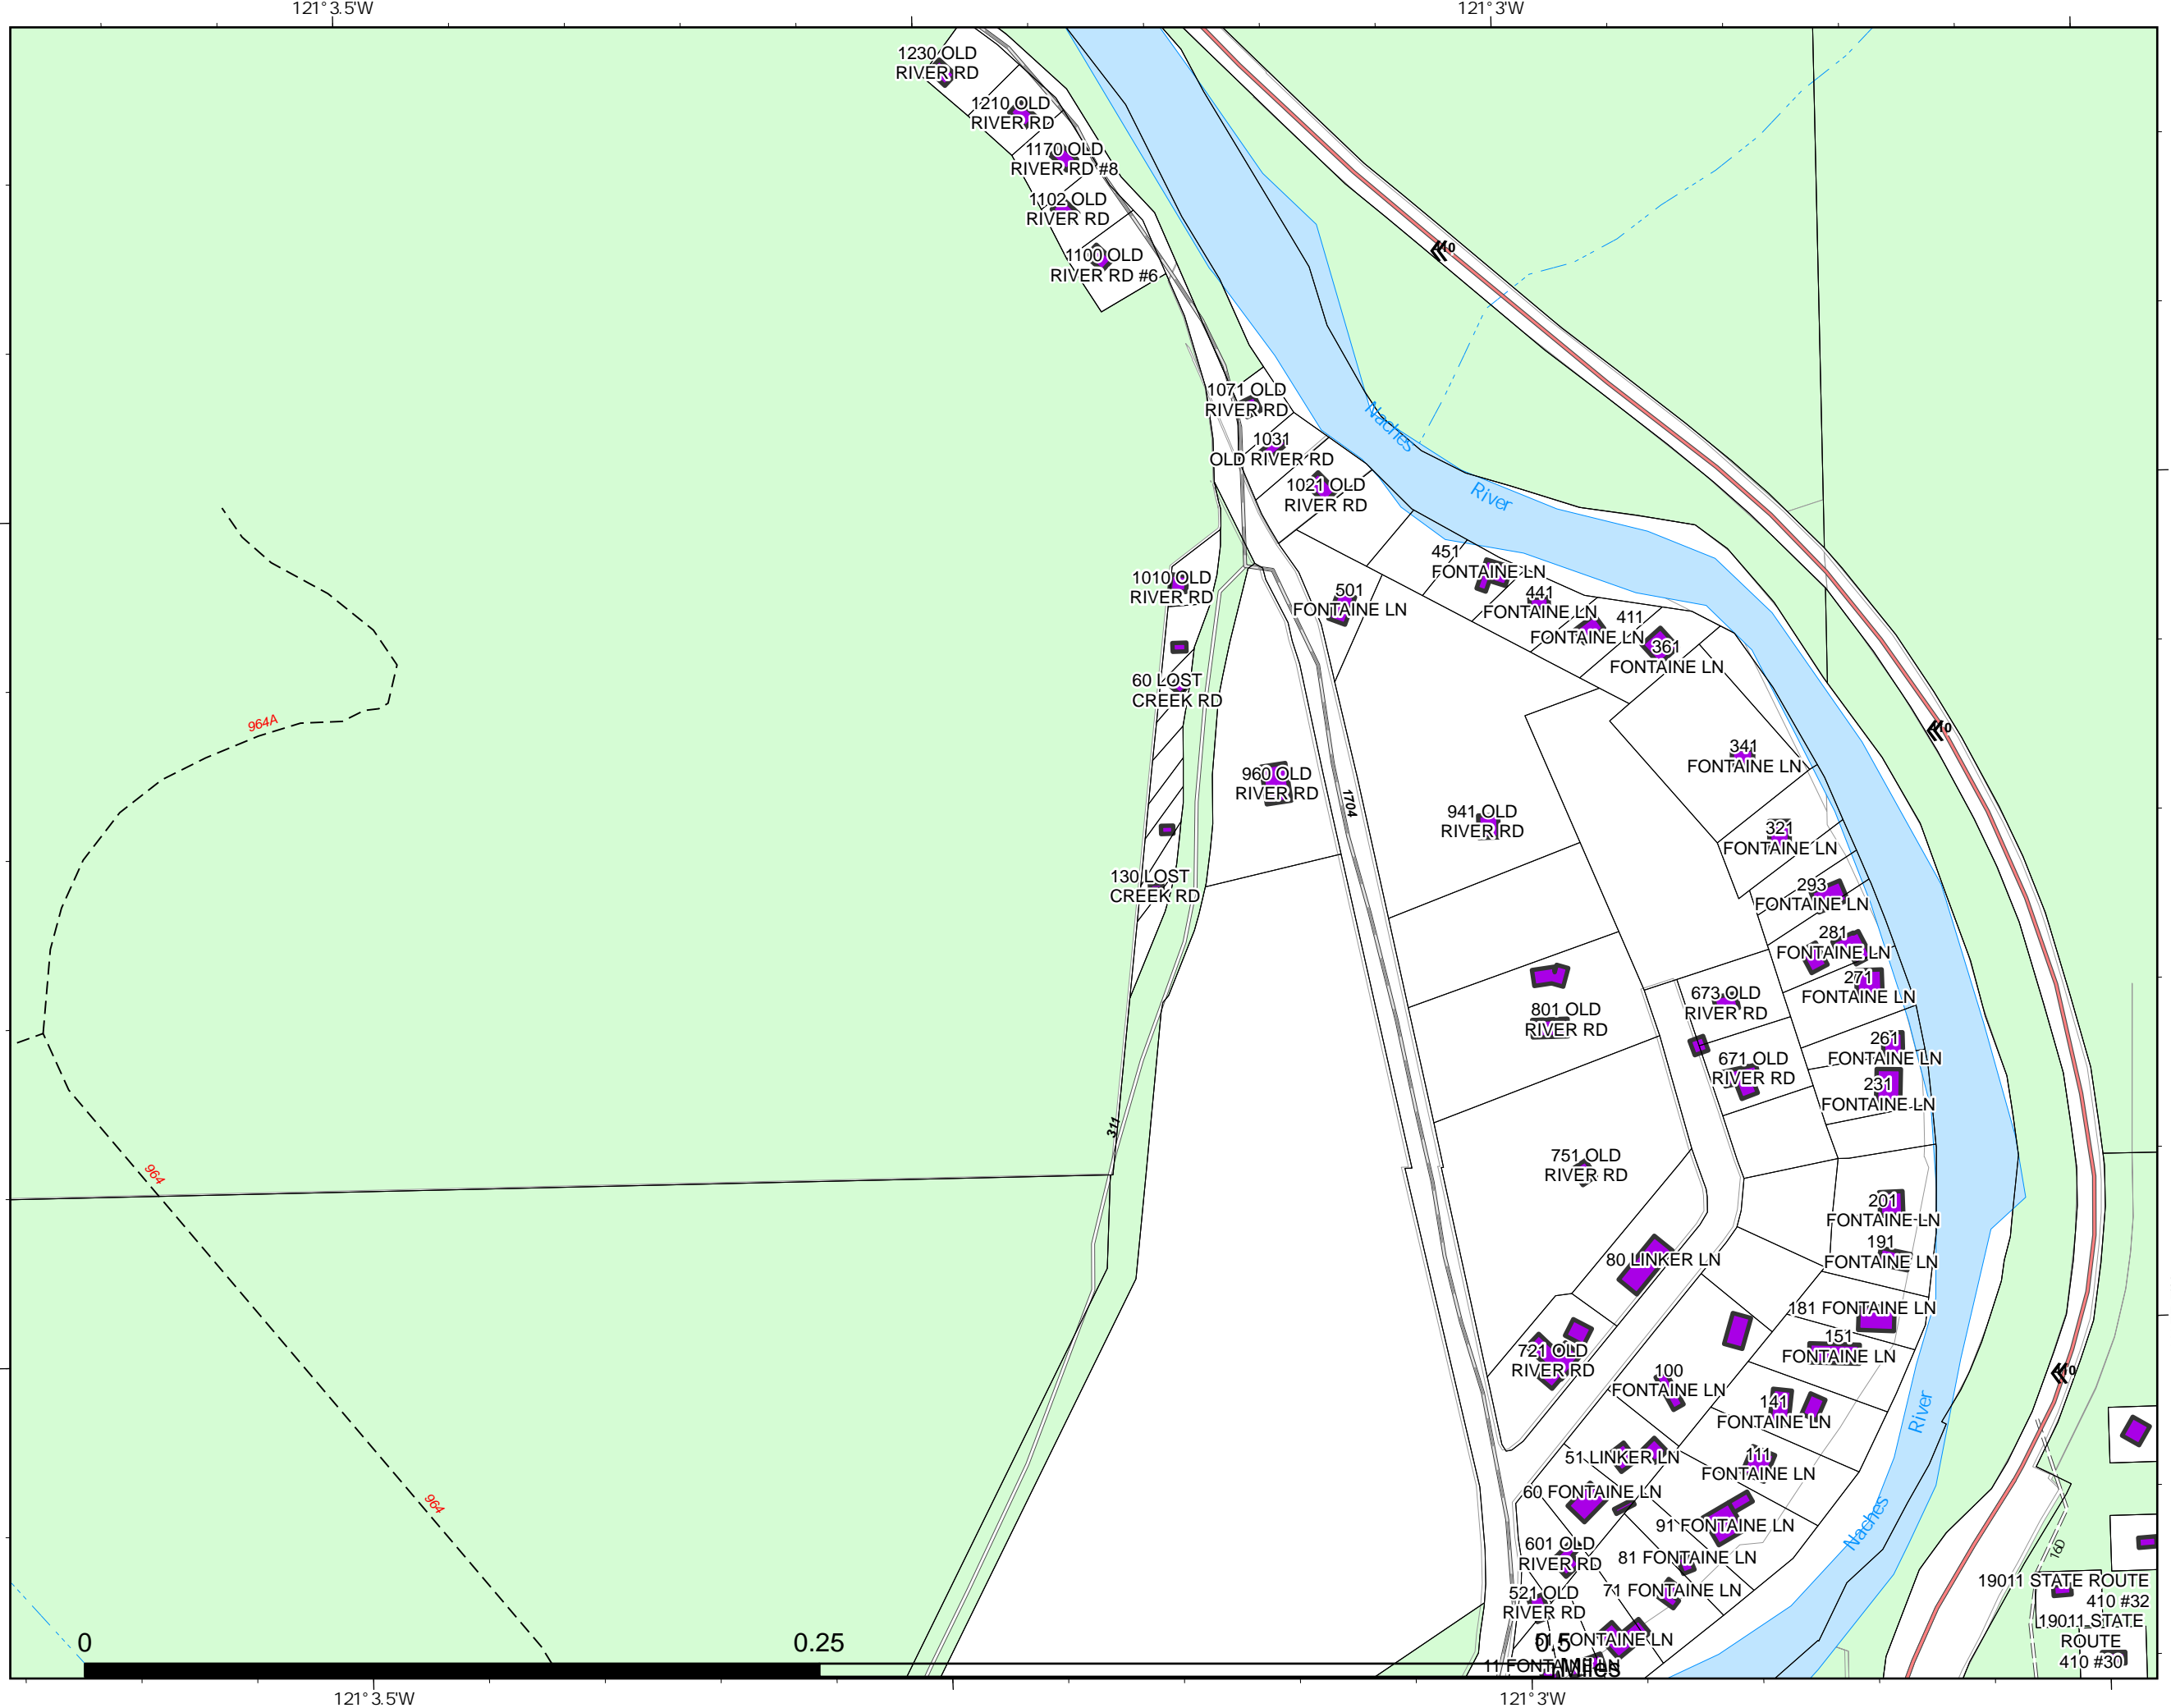 121° 3.5'W
121° 3'W
1230 OLD
RIVER RD
1210 OLD
RIVER RD
1170 OLD
RIVER RD #8
1102 OLD
RIVER RD
1100 OLD
RIVER RD #6
410
1071 OLD
RIVER RD
1031
OLD RIVER RD
1021 OLD
RIVER RD
Naches
River
1010 OLD
RIVER RD
501
FONTAINE LN
451
FONTAINE LN
441
FONTAINE LN
411
FONTAINE LN
361
FONTAINE LN
60 LOST
CREEK RD
964A
410
341
FONTAINE LN
960 OLD
RIVER RD
1704
941 OLD
RIVER RD
321
FONTAINE LN
130 LOST
CREEK RD
293
FONTAINE LN
281
FONTAINE LN
271
FONTAINE LN
673 OLD
RIVER RD
801 OLD
RIVER RD
261
FONTAINE LN
671 OLD
RIVER RD
231
FONTAINE LN
311
964
751 OLD
RIVER RD
201
FONTAINE LN
191
FONTAINE LN
80 LINKER LN
181 FONTAINE LN
151
FONTAINE LN
721 OLD
RIVER RD
100
FONTAINE LN
410
141
FONTAINE LN
River
51 LINKER LN
111
FONTAINE LN
60 FONTAINE LN
964
91 FONTAINE LN
Naches
160
601 OLD
RIVER RD
81 FONTAINE LN
71 FONTAINE LN
521 OLD
RIVER RD
19011 STATE ROUTE
410 #32
19011 STATE
ROUTE
410 #30
51 FONTAINE LN
11 FONTAINE LN
0
0.25
0.5
Miles
121° 3.5'W
121° 3'W